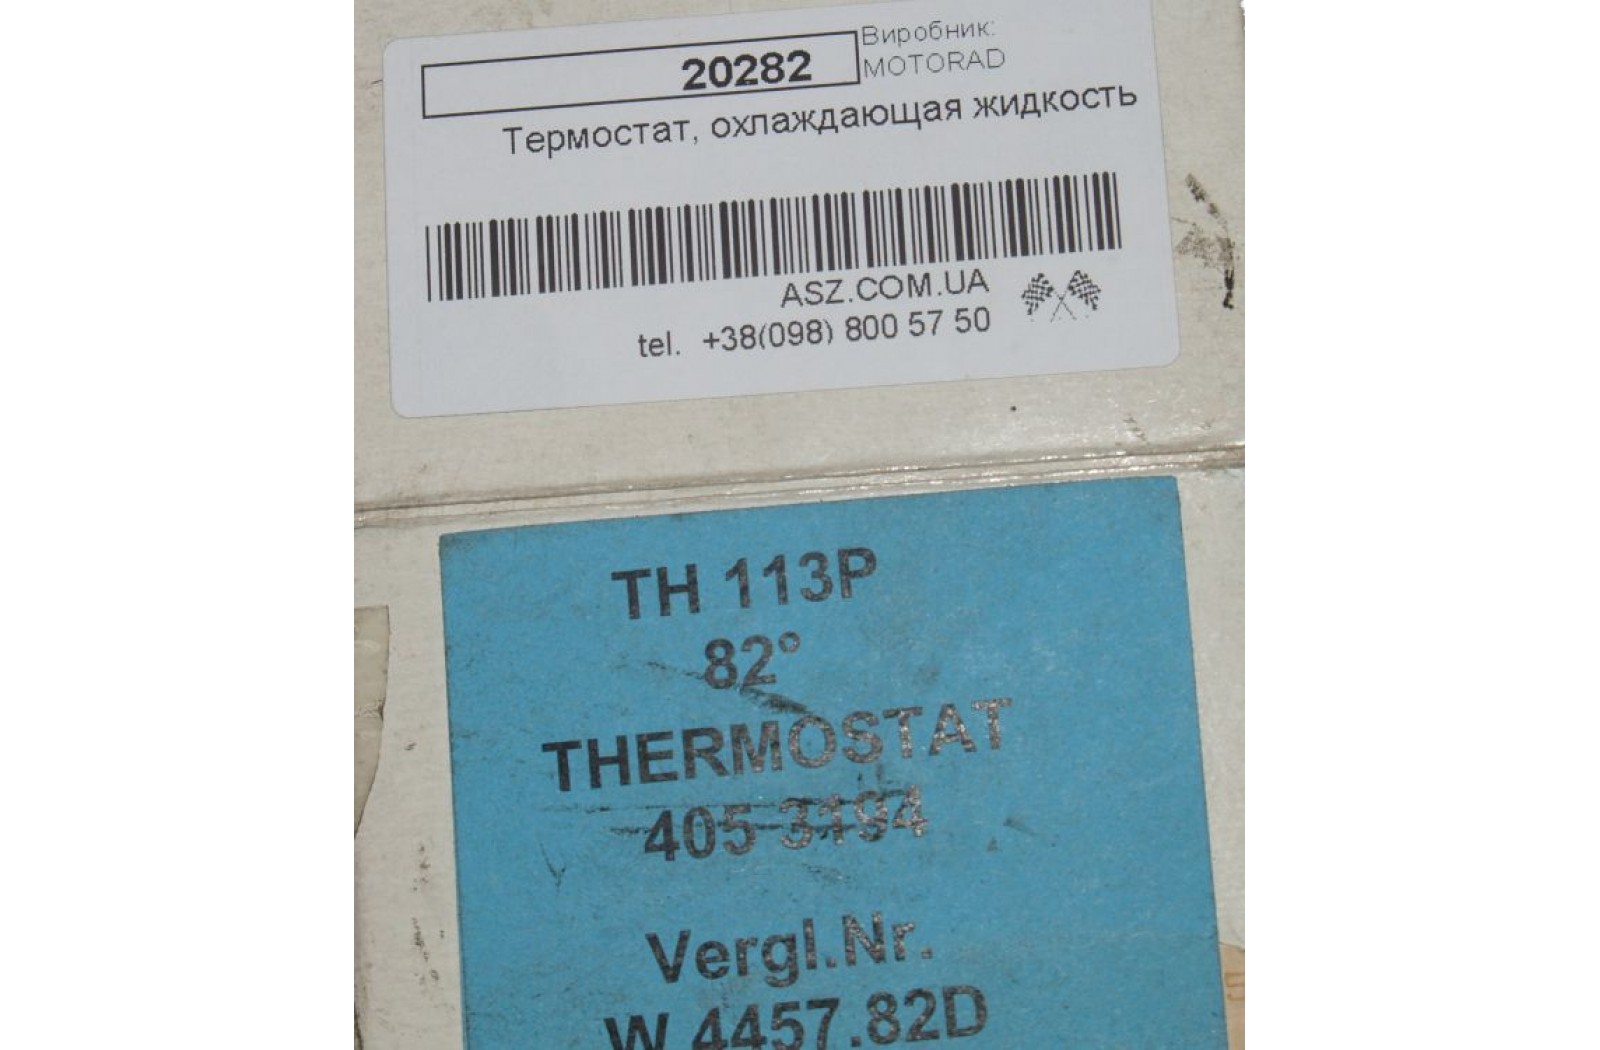 20282
Виробник:
MOTORAD
Термостат, охлаждающая жидкость
ASZ.COM.UA
tel. +38(098) 800 57 50
TH 113P
82°
THERMOSTAT
405 3194
Vergl.Nr.
W 4457.82D